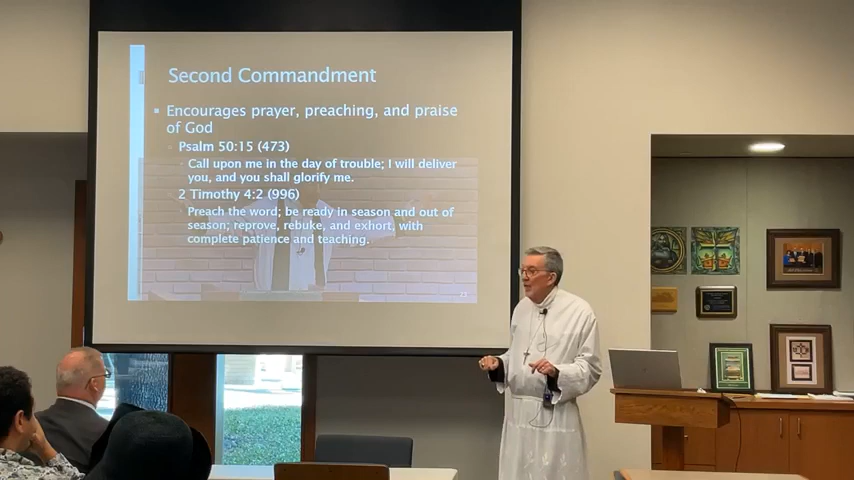 Second Commandment
Encourages prayer, preaching, and praise
of God
Psalm 50:15 (473)
Call upon me in the day of trouble; I will deliver
you, and you shall glorify me.
2 Timothy 4:2 (996)
Preach the word; be ready in season and out of
season; reprove, rebuke, and exhort, with
complete patience and teaching.